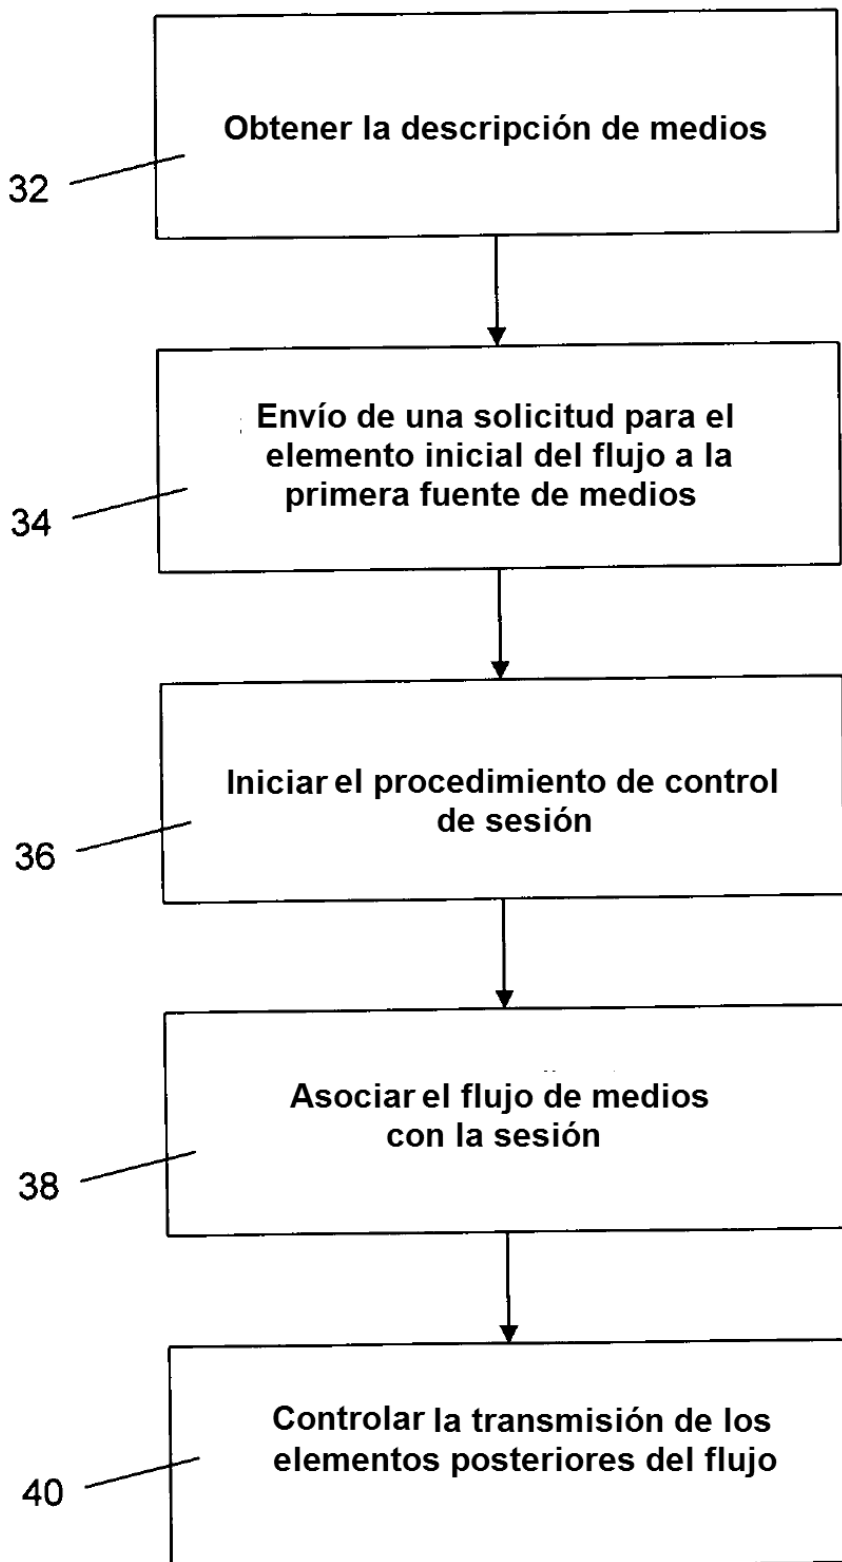 Obtener la descripción de medios
32
Envío de una solicitud para el
elemento inicial del flujo a la
primera fuente de medios
34
Iniciar el procedimiento de control
de sesión
36
Asociar el flujo de medios
con la sesión
38
Controlar la transmisión de los
elementos posteriores del flujo
40